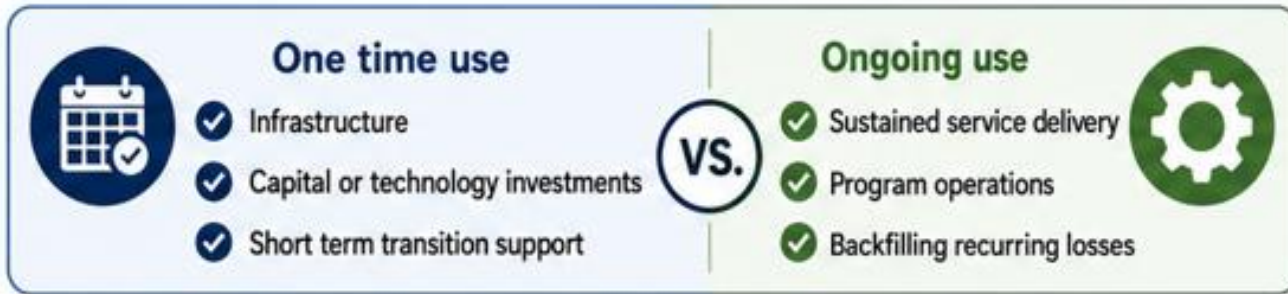 One time use
Infrastructure
Capital or technology investments
Short term transition support
VS.
Ongoing use
Sustained service delivery
Program operations
Backfilling recurring losses